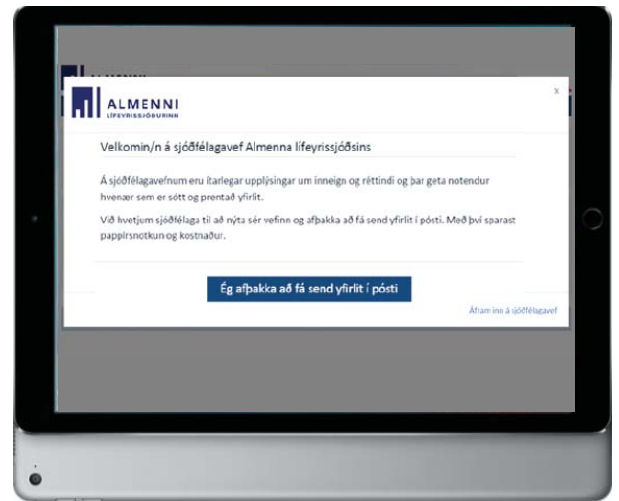 ALMENNI
LÍFEYRISSJÓÐURINN
x
Velkomin/n á sjóðfélagavef Almenna lífeyrissjóðsins
Á sjóðfélagavefnum eru ítarlegar upplýsingar um inneign og réttindi og þar geta notendur
hvenær sem er sótt og prentað yfirlit.
Við hvetjum sjóðfélaga til að nýta sér vefinn og afþakka að fá send yfirlit í pósti. Með því sparast
pappírsnotkun og kostnaður.
Ég afþakka að fá send yfirlit í pósti
Áfram inn á sjóðfélagavef